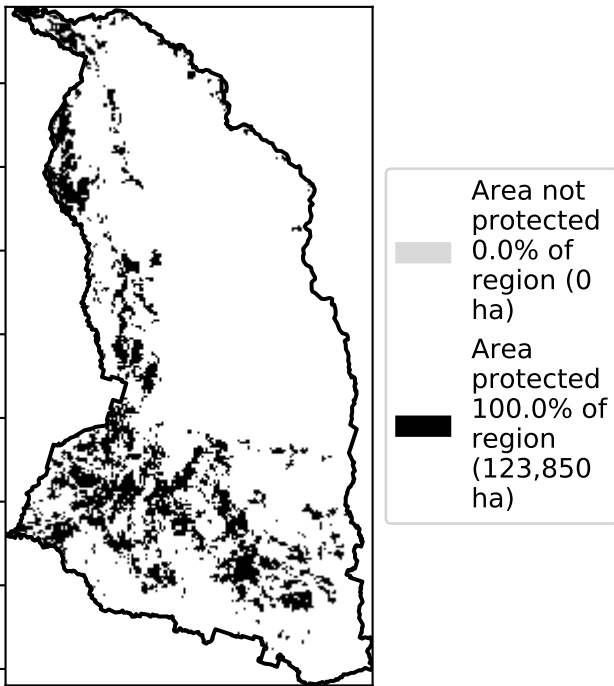 Area not
protected
0.0% of
region (0
ha)
Area
protected
100.0% of
region
(123,850
ha)